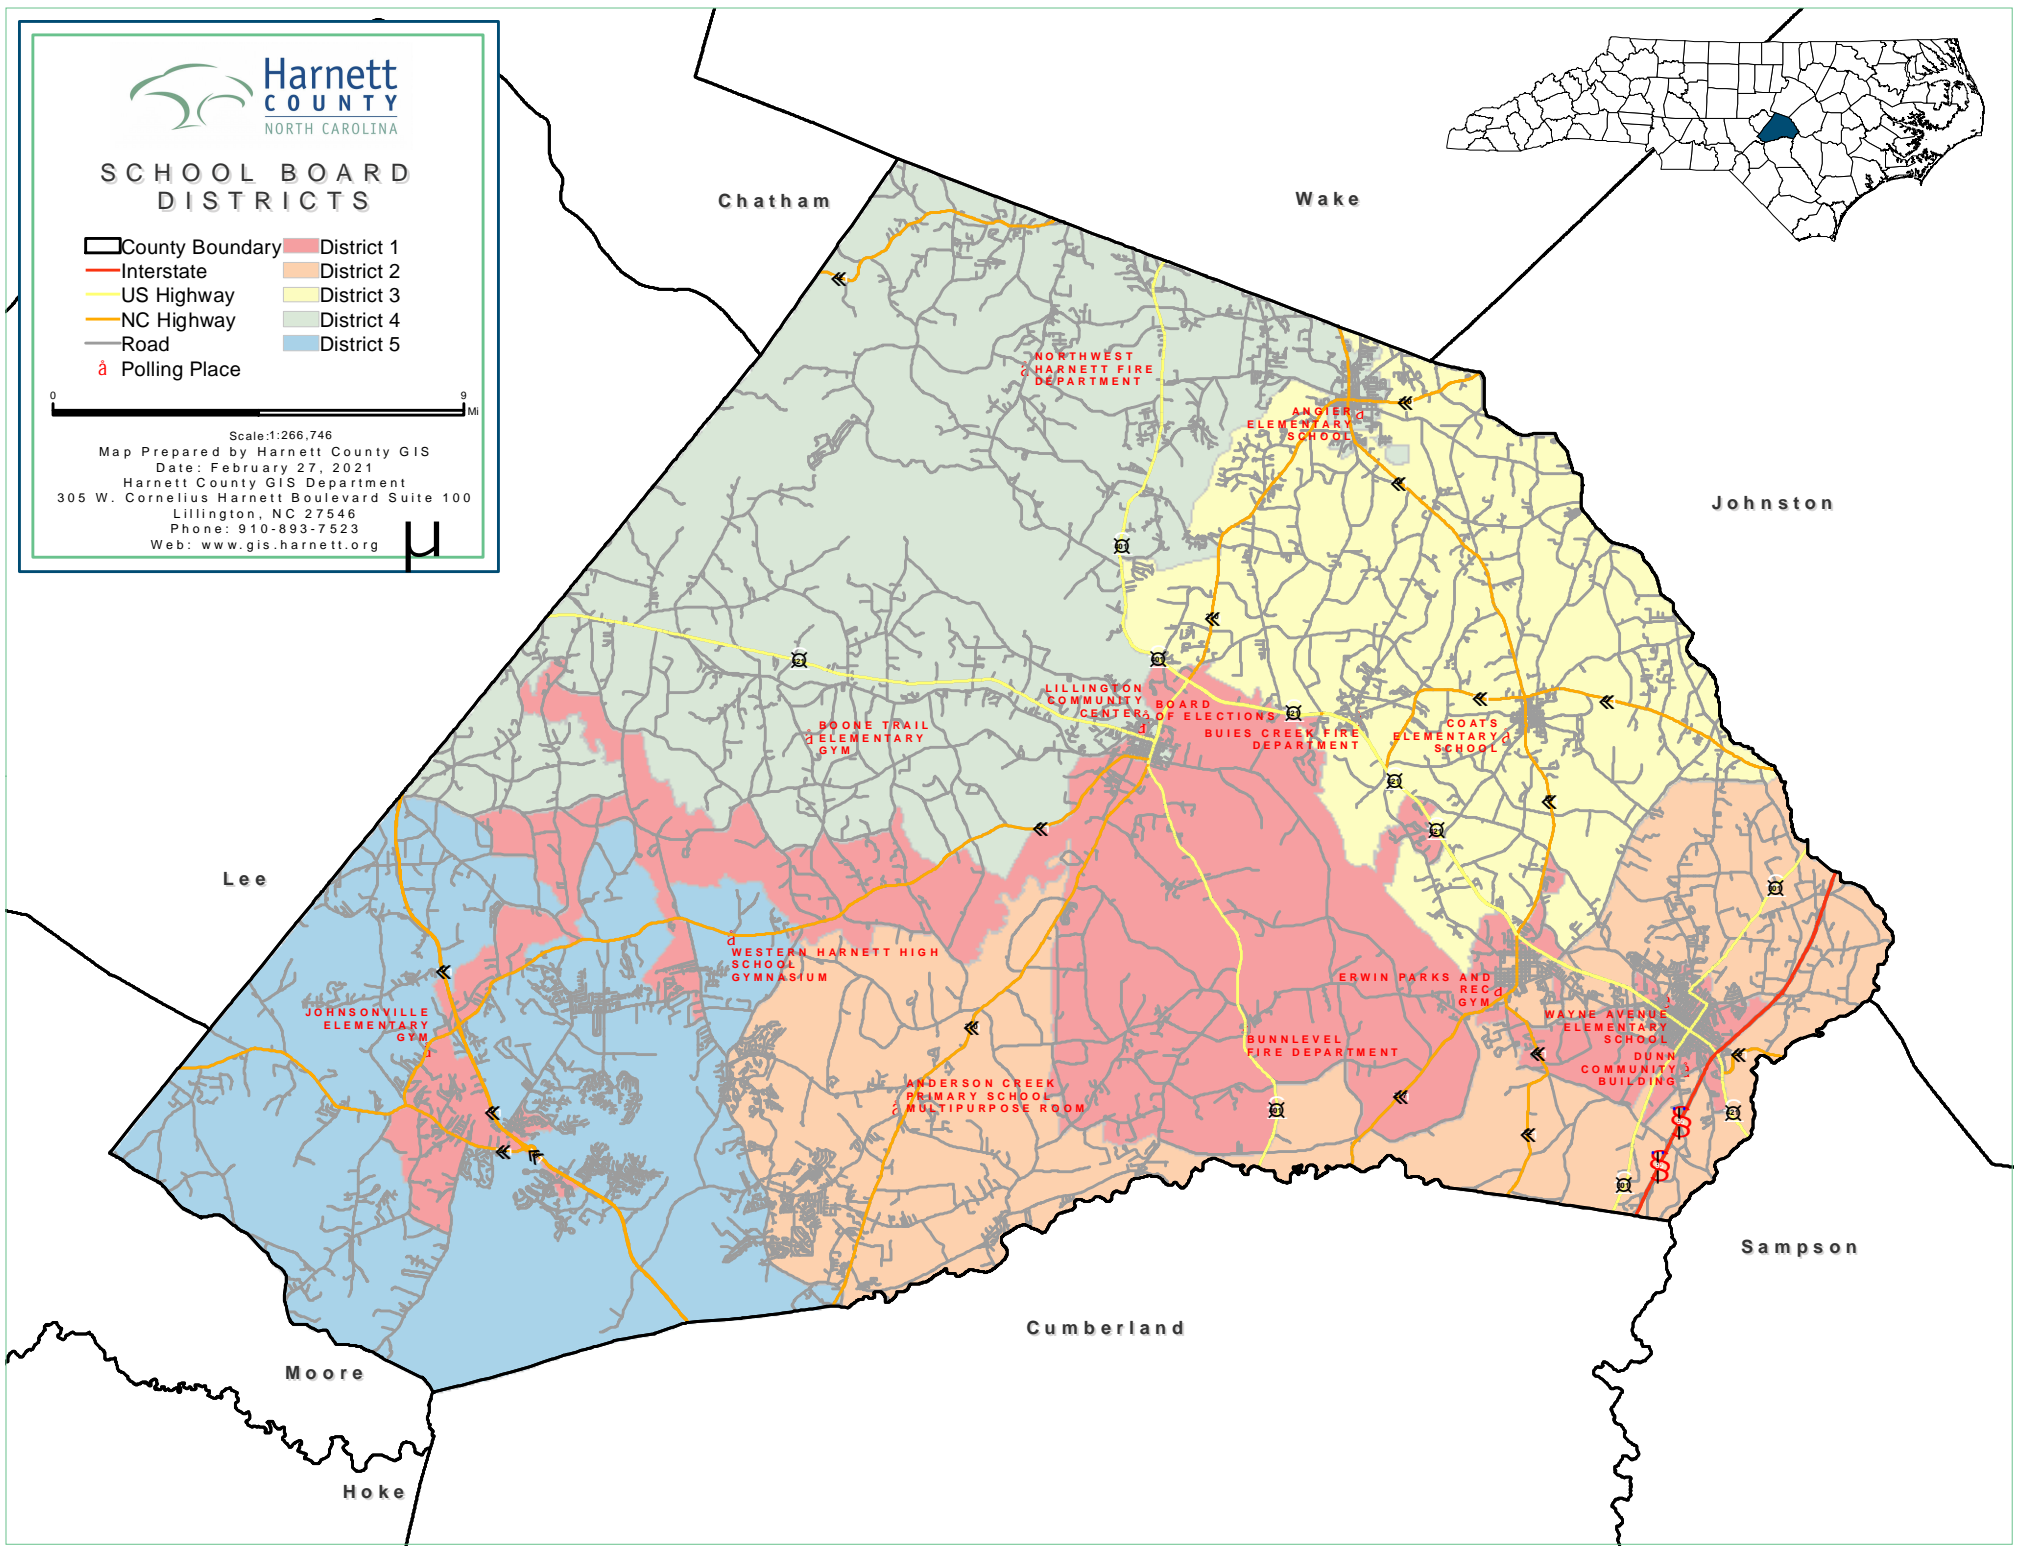 Harnett
COUNTY
NORTH CAROLINA
SCHOOL BOARD
DISTRICTS
County Boundary
Interstate
US Highway
NC Highway
Road
å Polling Place
District 1
District 2
District 3
District 4
District 5
0 9
Mi
Scale:1:266,746
Map Prepared by Harnett County GIS
Date: February 27, 2021
Harnett County GIS Department
305 W. Cornelius Harnett Boulevard Suite 100
Lillington, NC 27546
Phone: 910-893-7523
Web: www.gis.harnett.org
µ
Chatham
Wake
Johnston
Lee
Sampson
Cumberland
Moore
Hoke
NORTHWEST
HARNETT FIRE
DEPARTMENT
ANGIER
ELEMENTARY
SCHOOL
LILLINGTON
COMMUNITY
CENTER
BOARD
OF ELECTIONS
BUIES CREEK FIRE
DEPARTMENT
COATS
ELEMENTARY
SCHOOL
BOONE TRAIL
ELEMENTARY
GYM
WESTERN HARNETT HIGH
SCHOOL
GYMNASIUM
JOHNSONVILLE
ELEMENTARY
GYM
ERWIN PARKS AND
REC
GYM
WAYNE AVENUE
ELEMENTARY
SCHOOL
DUNN
COMMUNITY
BUILDING
BUNNLEVEL
FIRE DEPARTMENT
ANDERSON CREEK
PRIMARY SCHOOL
MULTIPURPOSE ROOM